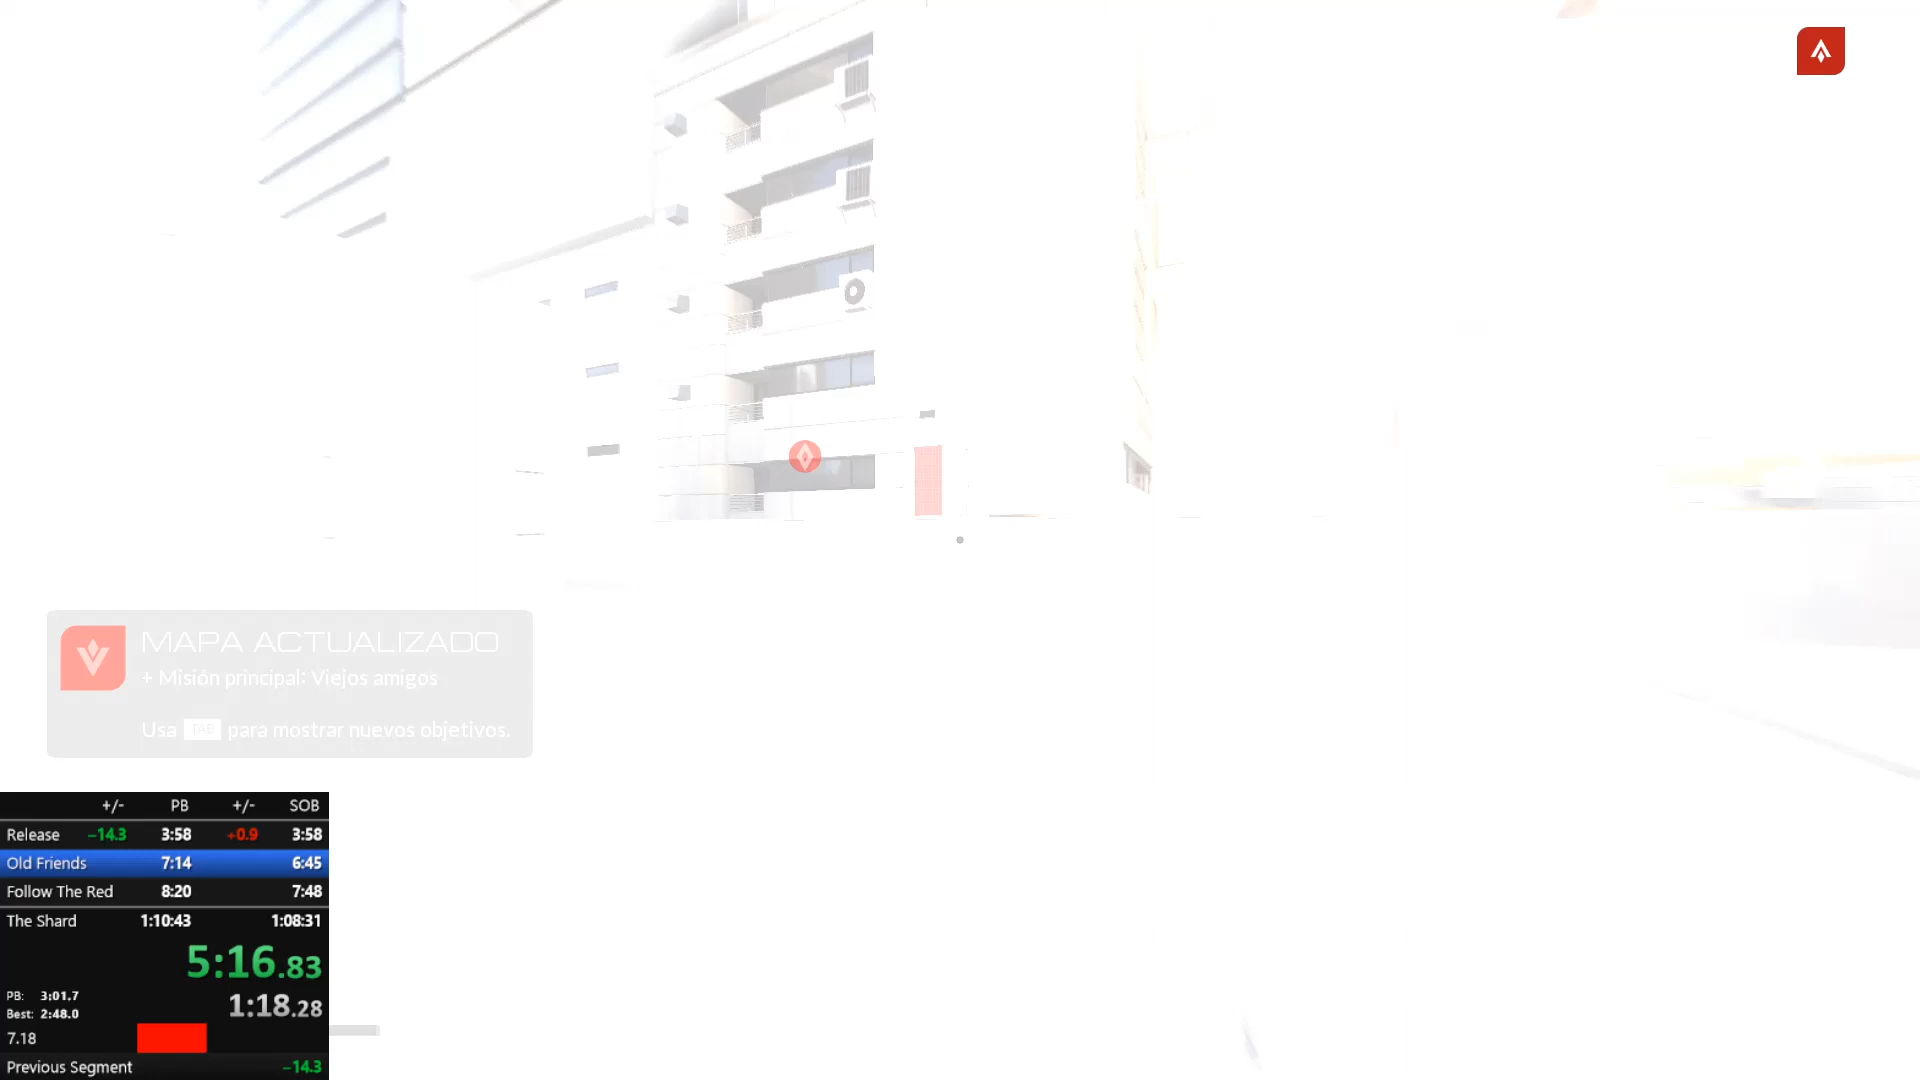 MAPA ACTUALIZADO
+ Misión principal: Viejos amigos
Usa TAB para mostrar nuevos objetivos.
+/- PB +/- SOB
Release −14.3 3:58 +0.9 3:58
Old Friends 7:14 6:45
Follow The Red 8:20 7:48
The Shard 1:10:43 1:08:31
5:16.83
PB: 3:01.7
Best: 2:48.0
1:18.28
7.18
Previous Segment −14.3